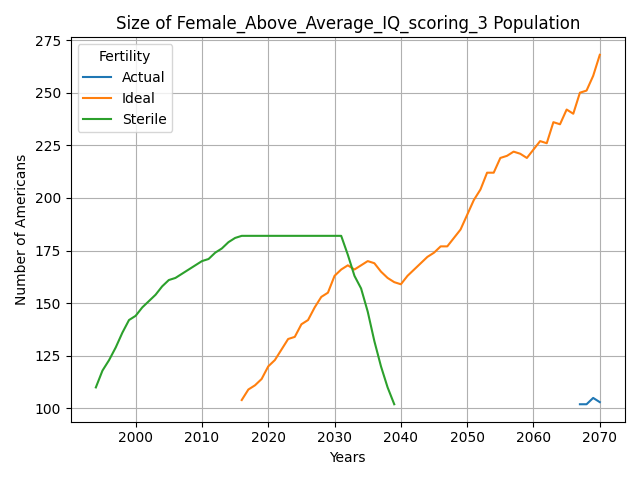 Size of Female_Above_Average_IQ_scoring_3 Population
Fertility
Actual
Ideal
Sterile
275
250
225
200
175
150
125
100
Number of Americans
2000 2010 2020 2030 2040 2050 2060 2070
Years